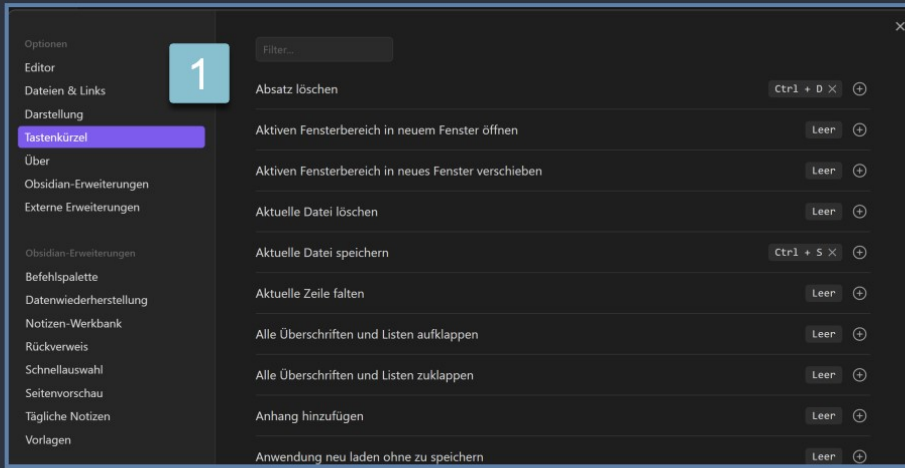 Optionen
Editor
Dateien & Links
Darstellung
Tastenkürzel
Über
Obsidian-Erweiterungen
Externe Erweiterungen
Obsidian-Erweiterungen
Befehlspalette
Datenwiederherstellung
Notizen-Werkbank
Rückverweis
Schnellauswahl
Seitenvorschau
Tägliche Notizen
Vorlagen
1
Filter...
Absatz löschen Ctrl + D
Aktiven Fensterbereich in neuem Fenster öffnen Leer
Aktiven Fensterbereich in neues Fenster verschieben Leer
Aktuelle Datei löschen Leer
Aktuelle Datei speichern Ctrl + S
Aktuelle Zeile falten Leer
Alle Überschriften und Listen aufklappen Leer
Alle Überschriften und Listen zuklappen Leer
Anhang hinzufügen Leer
Anwendung neu laden ohne zu speichern Leer